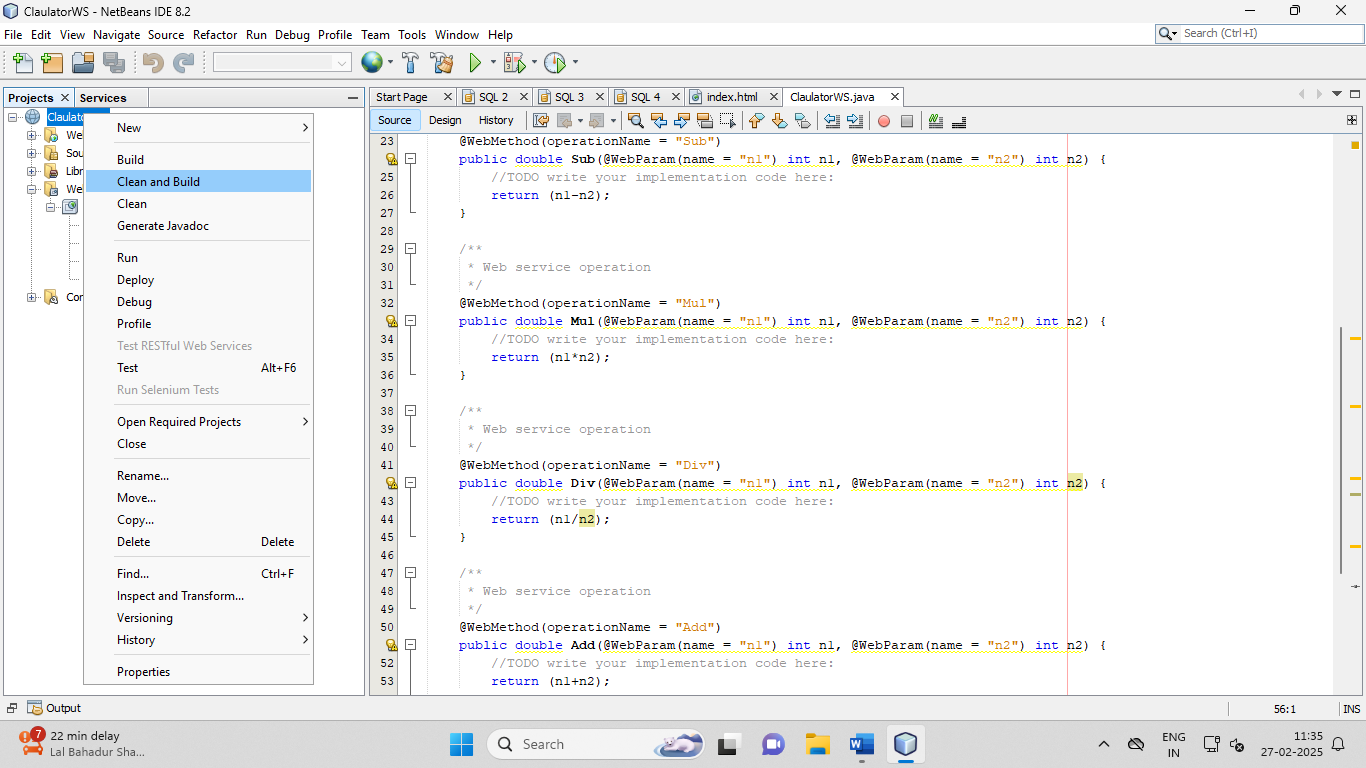 ClaulatorWS - NetBeans IDE 8.2
File Edit View Navigate Source Refactor Run Debug Profile Team Tools Window Help
Search (Ctrl+I)
Projects
Services
Start Page
SQL 2
SQL 3
SQL 4
index.html
ClaulatorWS.java
Source
Design
History
Claulator
We
Sou
Libr
We
Cor
New
Build
Clean and Build
Clean
Generate Javadoc
Run
Deploy
Debug
Profile
Test RESTful Web Services
Test Alt+F6
Run Selenium Tests
Open Required Projects
Close
Rename...
Move...
Copy...
Delete Delete
Find... Ctrl+F
Inspect and Transform...
Versioning
History
Properties
23 @WebMethod(operationName = "Sub")
public double Sub(@WebParam(name = "n1") int n1, @WebParam(name = "n2") int n2) {
25 //TODO write your implementation code here:
26 return (n1-n2);
27 }
28
29 /**
30 * Web service operation
31 */
32 @WebMethod(operationName = "Mul")
public double Mul(@WebParam(name = "n1") int n1, @WebParam(name = "n2") int n2) {
34 //TODO write your implementation code here:
35 return (n1*n2);
36 }
37
38 /**
39 * Web service operation
40 */
41 @WebMethod(operationName = "Div")
public double Div(@WebParam(name = "n1") int n1, @WebParam(name = "n2") int n2) {
43 //TODO write your implementation code here:
44 return (n1/n2);
45 }
46
47 /**
48 * Web service operation
49 */
50 @WebMethod(operationName = "Add")
public double Add(@WebParam(name = "n1") int n1, @WebParam(name = "n2") int n2) {
52 //TODO write your implementation code here:
53 return (n1+n2);
Output
56:1
INS
7
22 min delay
Lal Bahadur Sha...
Search
ENG
IN
11:35
27-02-2025